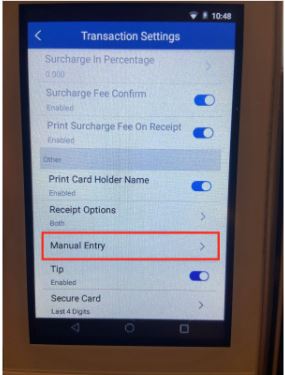 10:48
Transaction Settings
Surcharge In Percentage
0.000
Surcharge Fee Confirm
Enabled
Print Surcharge Fee On Receipt
Enabled
Other
Print Card Holder Name
Enabled
Receipt Options
Both
Manual Entry
Tip
Enabled
Secure Card
Last 4 Digits